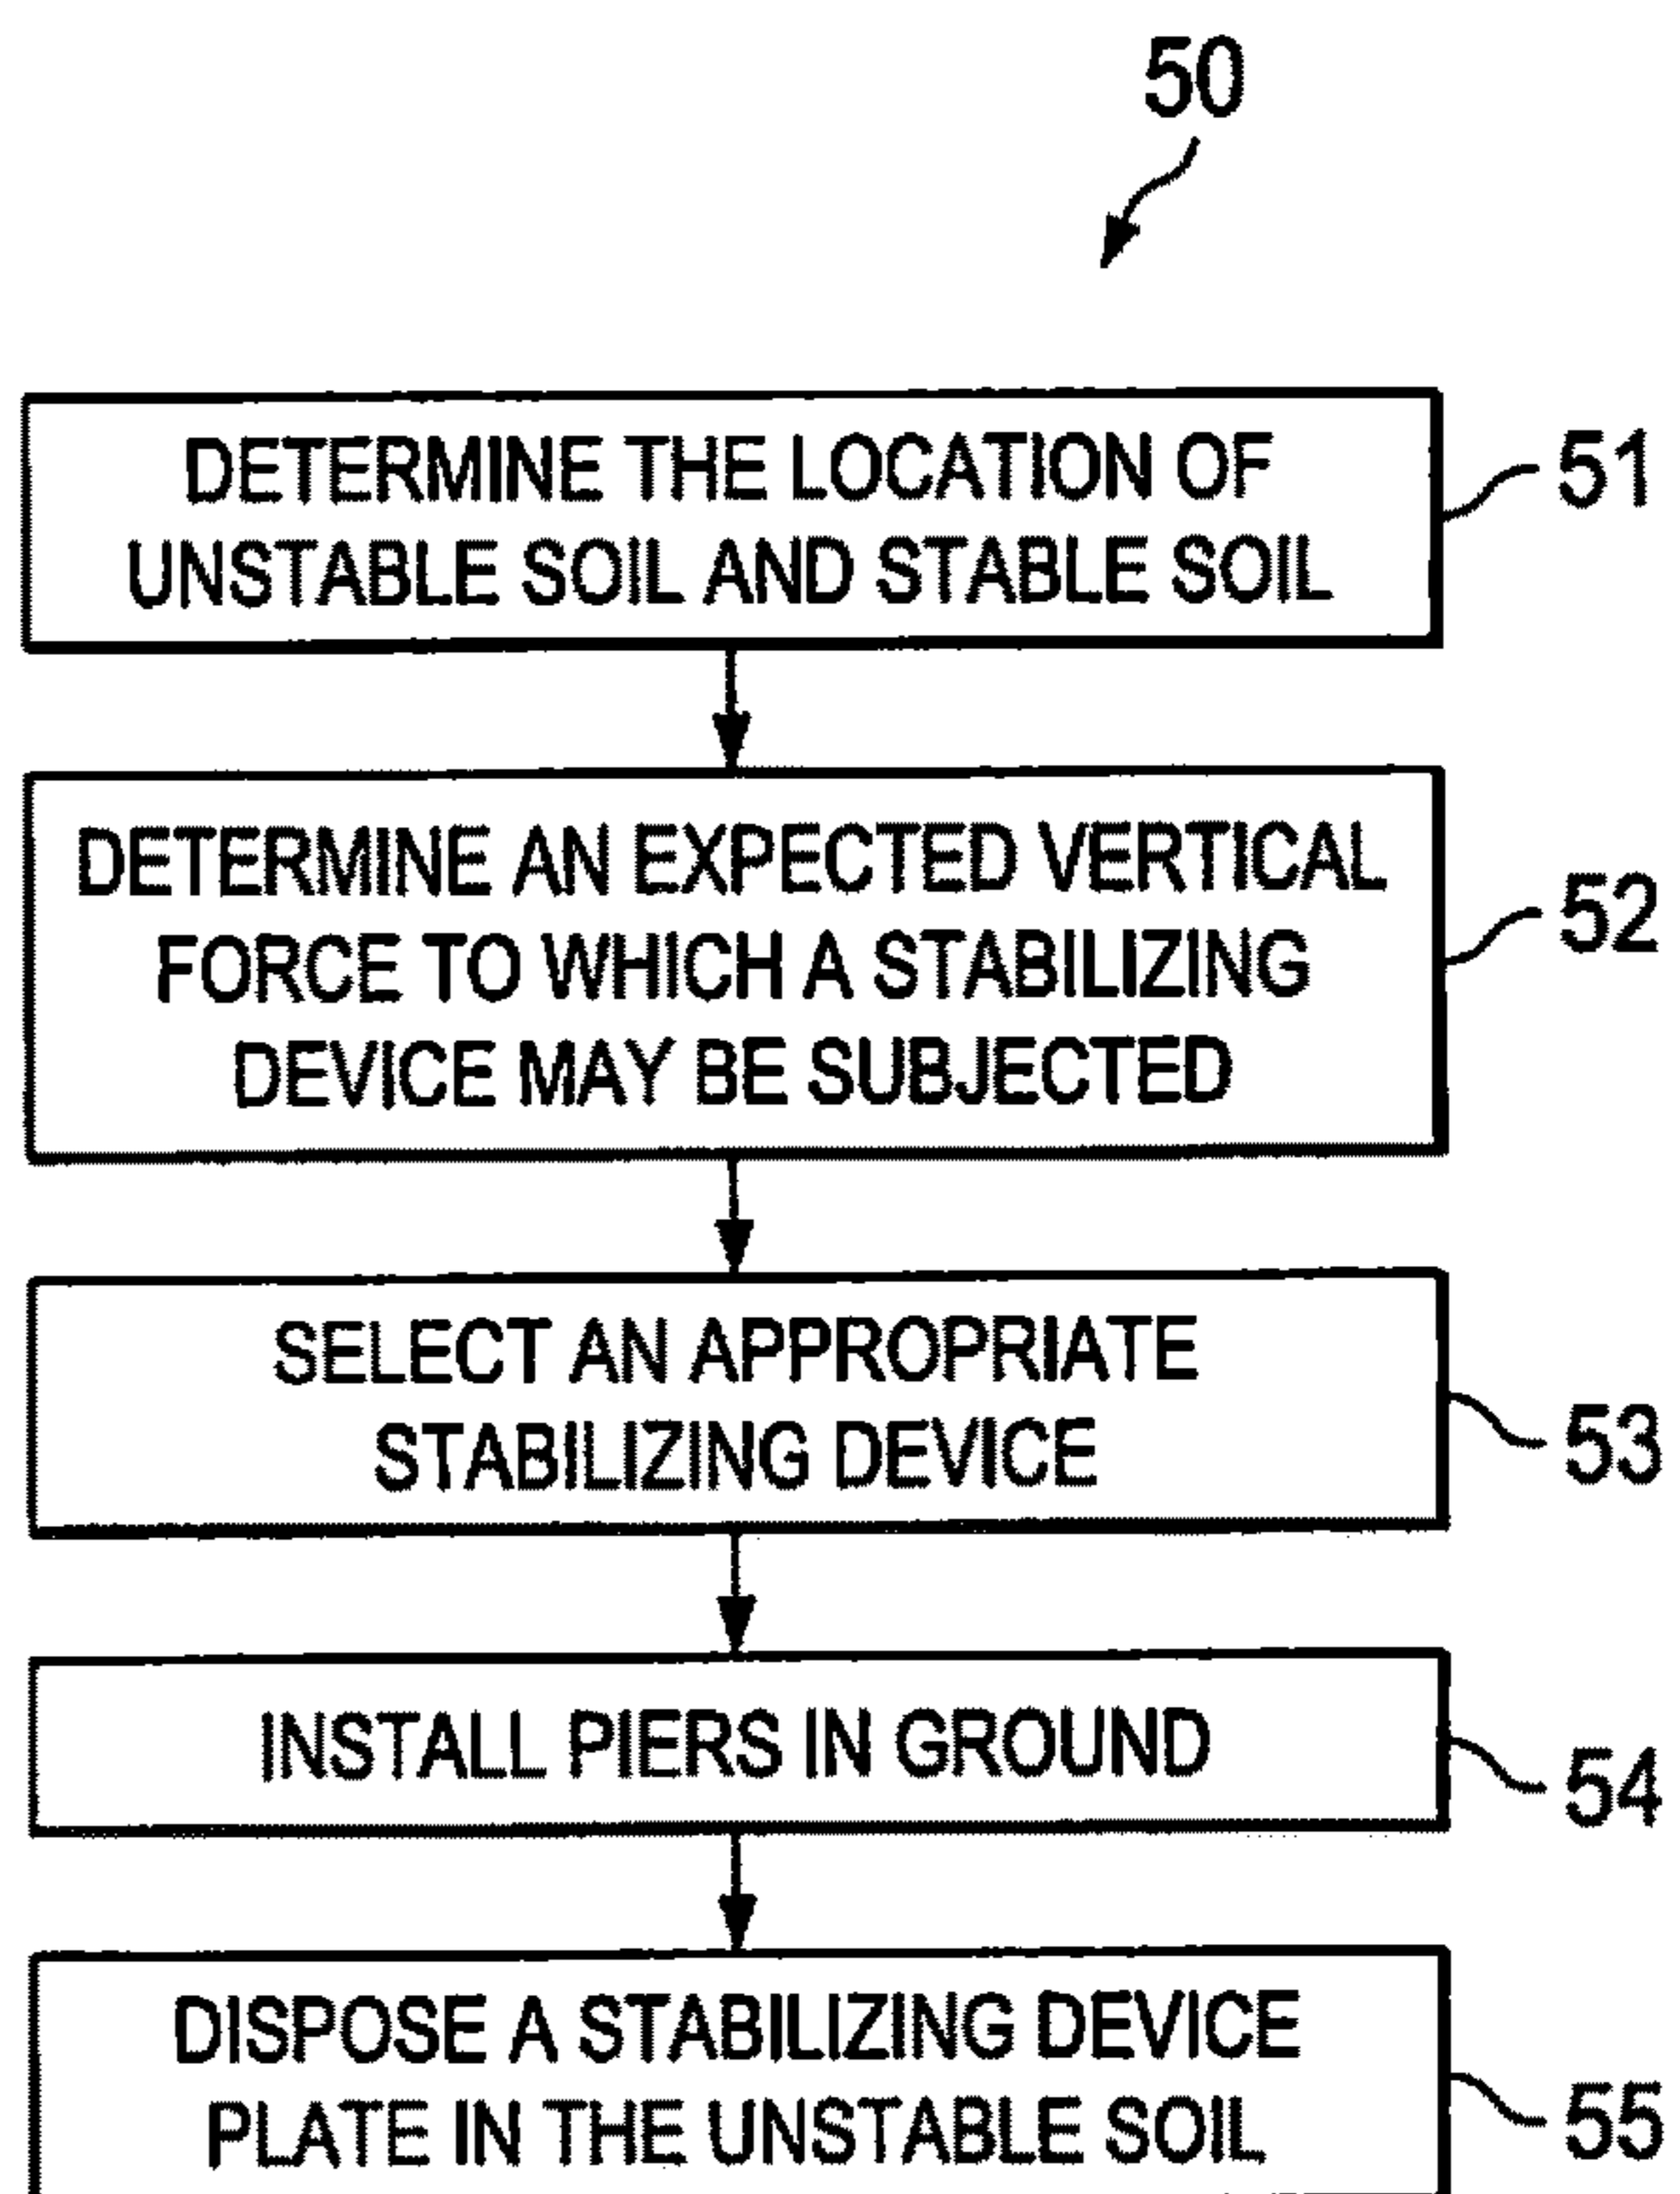 50
DETERMINE THE LOCATION OF
UNSTABLE SOIL AND STABLE SOIL
51
DETERMINE AN EXPECTED VERTICAL
FORCE TO WHICH A STABILIZING
DEVICE MAY BE SUBJECTED
52
SELECT AN APPROPRIATE
STABILIZING DEVICE
53
INSTALL PIERS IN GROUND
54
DISPOSE A STABILIZING DEVICE
PLATE IN THE UNSTABLE SOIL
55